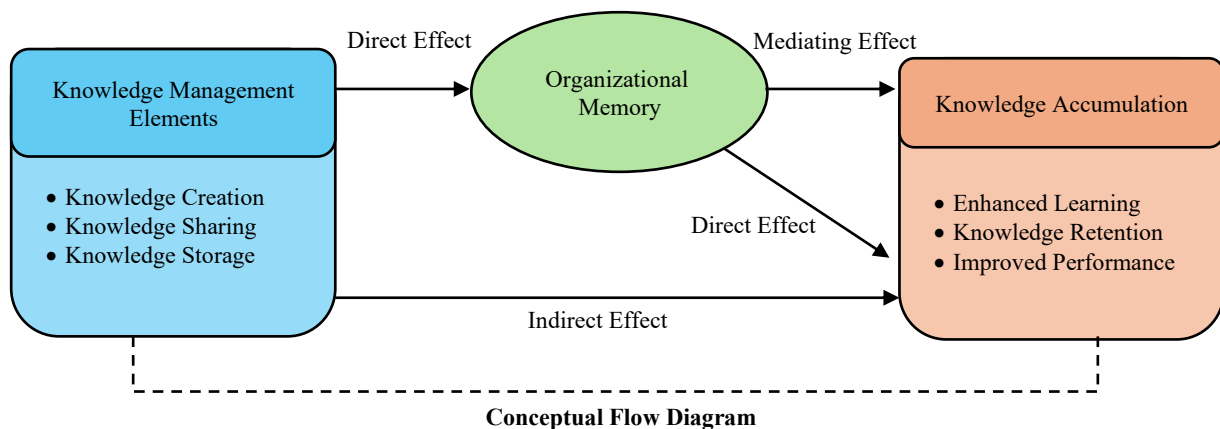 Direct Effect
Mediating Effect
Knowledge Management
Elements
Organizational
Memory
Knowledge Accumulation
• Knowledge Creation
• Knowledge Sharing
• Knowledge Storage
Direct Effect
• Enhanced Learning
• Knowledge Retention
• Improved Performance
Indirect Effect
Conceptual Flow Diagram